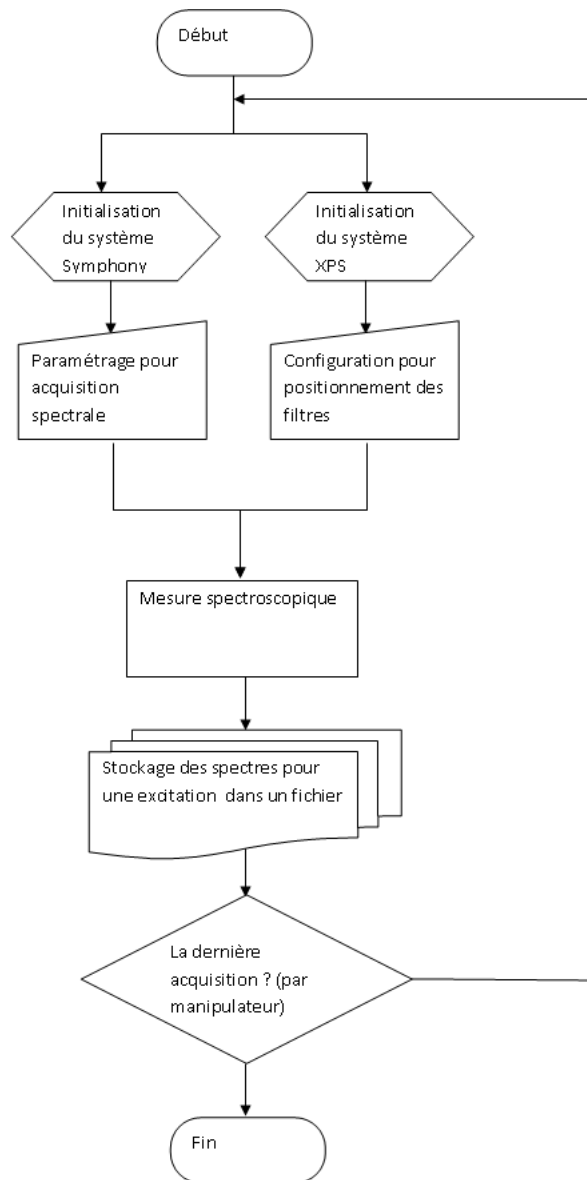 Début
Initialisation
du système
Symphony
Initialisation
du système
XPS
Paramétrage pour
acquisition
spectrale
Configuration pour
positionnement des
filtres
Mesure spectroscopique
Stockage des spectres pour
une excitation dans un fichier
La dernière
acquisition ? (par
manipulateur)
Fin